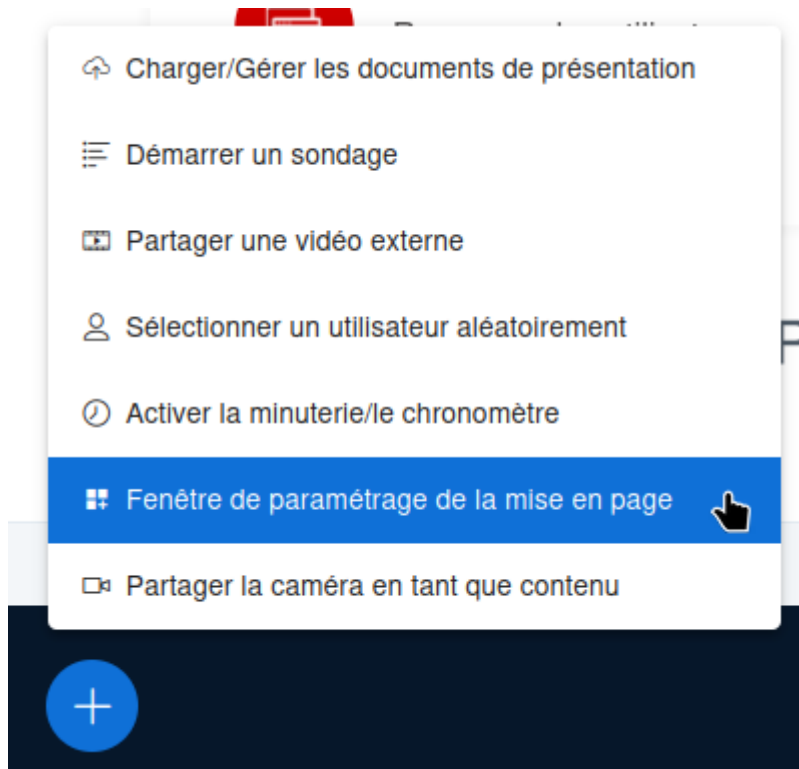 Charger/Gérer les documents de présentation
Démarrer un sondage
Partager une vidéo externe
Sélectionner un utilisateur aléatoirement
Activer la minuterie/le chronomètre
Fenêtre de paramétrage de la mise en page
Partager la caméra en tant que contenu